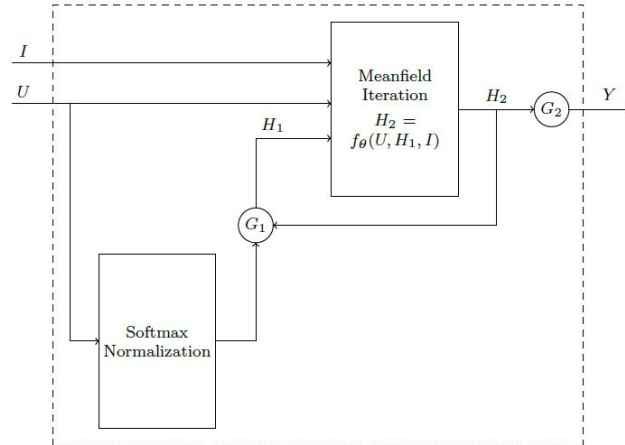 I
U
Meanfield
Iteration
H₂ =
f_θ(U, H₁, I)
H₁
H₂
G₂
Y
G₁
Softmax
Normalization